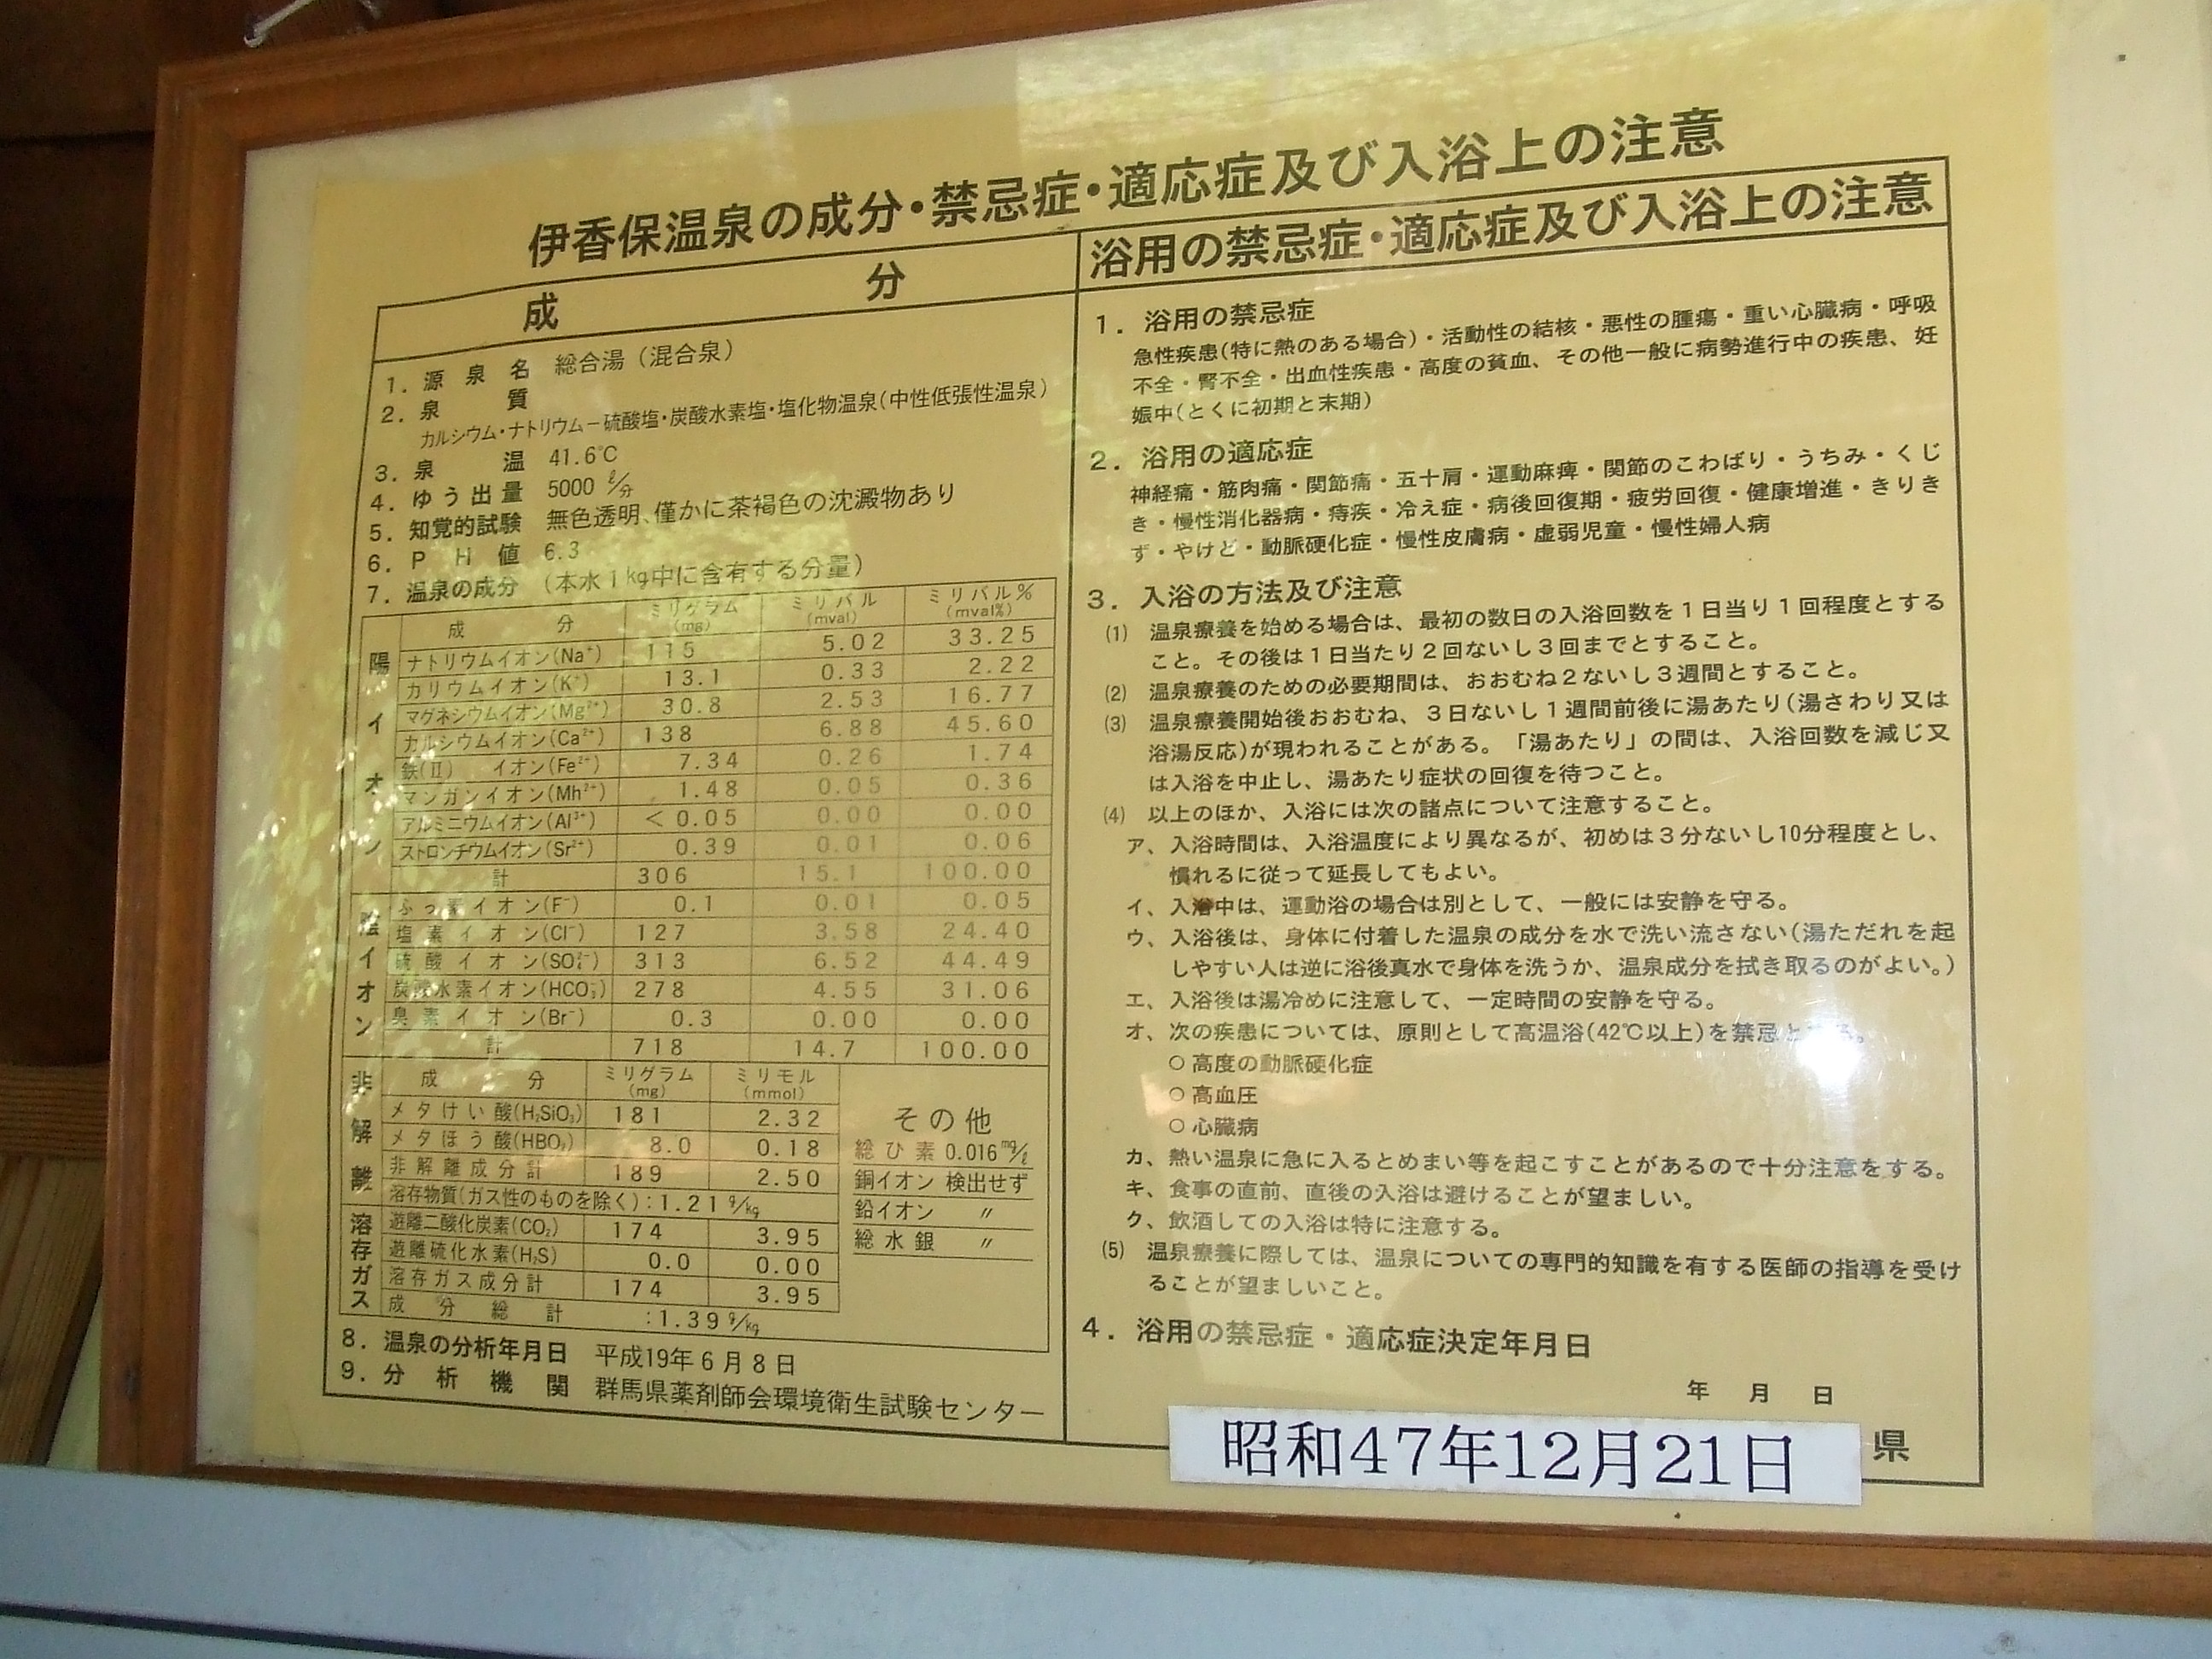 伊香保温泉の成分・禁忌症・適応症及び入浴上の注意
成 分
1. 源泉名 総合湯（混合泉）
2. 泉質
カルシウム・ナトリウム－硫酸塩・炭酸水素塩・塩化物温泉（中性低張性温泉）
3. 泉温 41.6℃
4. ゆう出量 5000 ℓ/分
5. 知覚的試験 無色透明、僅かに茶褐色の沈澱物あり
6. PH値 6.3
7. 温泉の成分 （本水1kg中に含有する分量）
陽イオン
成 分 ミリグラム(mg) ミリバル(mval) ミリバル％(mval%)
ナトリウムイオン(Na⁺) 115 5.02 33.25
カリウムイオン(K⁺) 13.1 0.33 2.22
マグネシウムイオン(Mg²⁺) 30.8 2.53 16.77
カルシウムイオン(Ca²⁺) 138 6.88 45.60
鉄(II) イオン(Fe²⁺) 7.34 0.26 1.74
マンガンイオン(Mh²⁺) 1.48 0.05 0.36
アルミニウムイオン(Al³⁺) ＜0.05 0.00 0.00
ストロンチウムイオン(Sr²⁺) 0.39 0.01 0.06
計 306 15.1 100.00
陰イオン
ふっ素イオン(F⁻) 0.1 0.01 0.05
塩素イオン(Cl⁻) 127 3.58 24.40
硫酸イオン(SO₄²⁻) 313 6.52 44.49
炭酸水素イオン(HCO₃⁻) 278 4.55 31.06
臭素イオン(Br⁻) 0.3 0.00 0.00
計 718 14.7 100.00
非解離
成 分 ミリグラム(mg) ミリモル(mmol)
メタけい酸(H₂SiO₃) 181 2.32
メタほう酸(HBO₂) 8.0 0.18
非解離成分計 189 2.50
溶存物質(ガス性のものを除く)：1.21 g/kg
溶存ガス
遊離二酸化炭素(CO₂) 174 3.95
遊離硫化水素(H₂S) 0.0 0.00
溶存ガス成分計 174 3.95
成分総計 ：1.39 g/kg
その他
総ひ素 0.016 mg/ℓ
銅イオン 検出せず
鉛イオン 〃
総水銀 〃
8. 温泉の分析年月日 平成19年6月8日
9. 分析機関 群馬県薬剤師会環境衛生試験センター
浴用の禁忌症・適応症及び入浴上の注意
1. 浴用の禁忌症
急性疾患(特に熱のある場合)・活動性の結核・悪性の腫瘍・重い心臓病・呼吸
不全・腎不全・出血性疾患・高度の貧血、その他一般に病勢進行中の疾患、妊
娠中(とくに初期と末期)
2. 浴用の適応症
神経痛・筋肉痛・関節痛・五十肩・運動麻痺・関節のこわばり・うちみ・くじ
き・慢性消化器病・痔疾・冷え症・病後回復期・疲労回復・健康増進・きりき
ず・やけど・動脈硬化症・慢性皮膚病・虚弱児童・慢性婦人病
3. 入浴の方法及び注意
(1) 温泉療養を始める場合は、最初の数日の入浴回数を1日当り1回程度とする
こと。その後は1日当たり2回ないし3回までとすること。
(2) 温泉療養のための必要期間は、おおむね2ないし3週間とすること。
(3) 温泉療養開始後おおむね、3日ないし1週間前後に湯あたり(湯さわり又は
浴湯反応)が現われることがある。「湯あたり」の間は、入浴回数を減じ又
は入浴を中止し、湯あたり症状の回復を待つこと。
(4) 以上のほか、入浴には次の諸点について注意すること。
ア、入浴時間は、入浴温度により異なるが、初めは3分ないし10分程度とし、
慣れるに従って延長してもよい。
イ、入浴中は、運動浴の場合は別として、一般には安静を守る。
ウ、入浴後は、身体に付着した温泉の成分を水で洗い流さない(湯ただれを起
しやすい人は逆に浴後真水で身体を洗うか、温泉成分を拭き取るのがよい。)
エ、入浴後は湯冷めに注意して、一定時間の安静を守る。
オ、次の疾患については、原則として高温浴(42℃以上)を禁忌と る。
○高度の動脈硬化症
○高血圧
○心臓病
カ、熱い温泉に急に入るとめまい等を起こすことがあるので十分注意をする。
キ、食事の直前、直後の入浴は避けることが望ましい。
ク、飲酒しての入浴は特に注意する。
(5) 温泉療養に際しては、温泉についての専門的知識を有する医師の指導を受け
ることが望ましいこと。
4. 浴用の禁忌症・適応症決定年月日
年 月 日
昭和47年12月21日
県